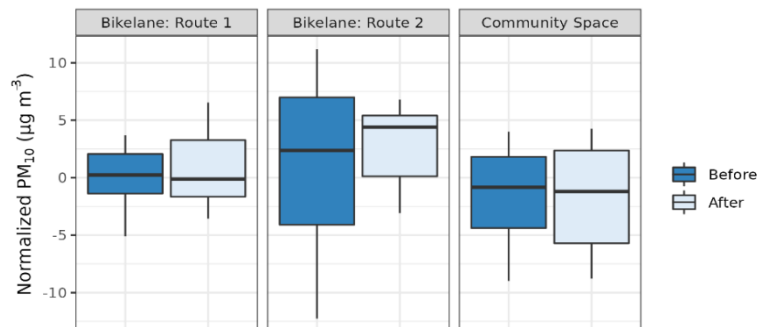 Bikelane: Route 1
Bikelane: Route 2
Community Space
Normalized PM₁₀ (µg m⁻³)
10
5
0
-5
-10
Before
After